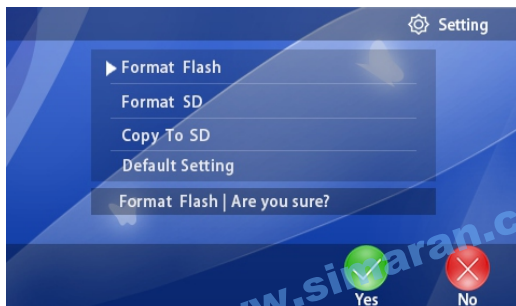 Setting
Format Flash
Format SD
Copy To SD
Default Setting
Format Flash | Are you sure?
Yes
No